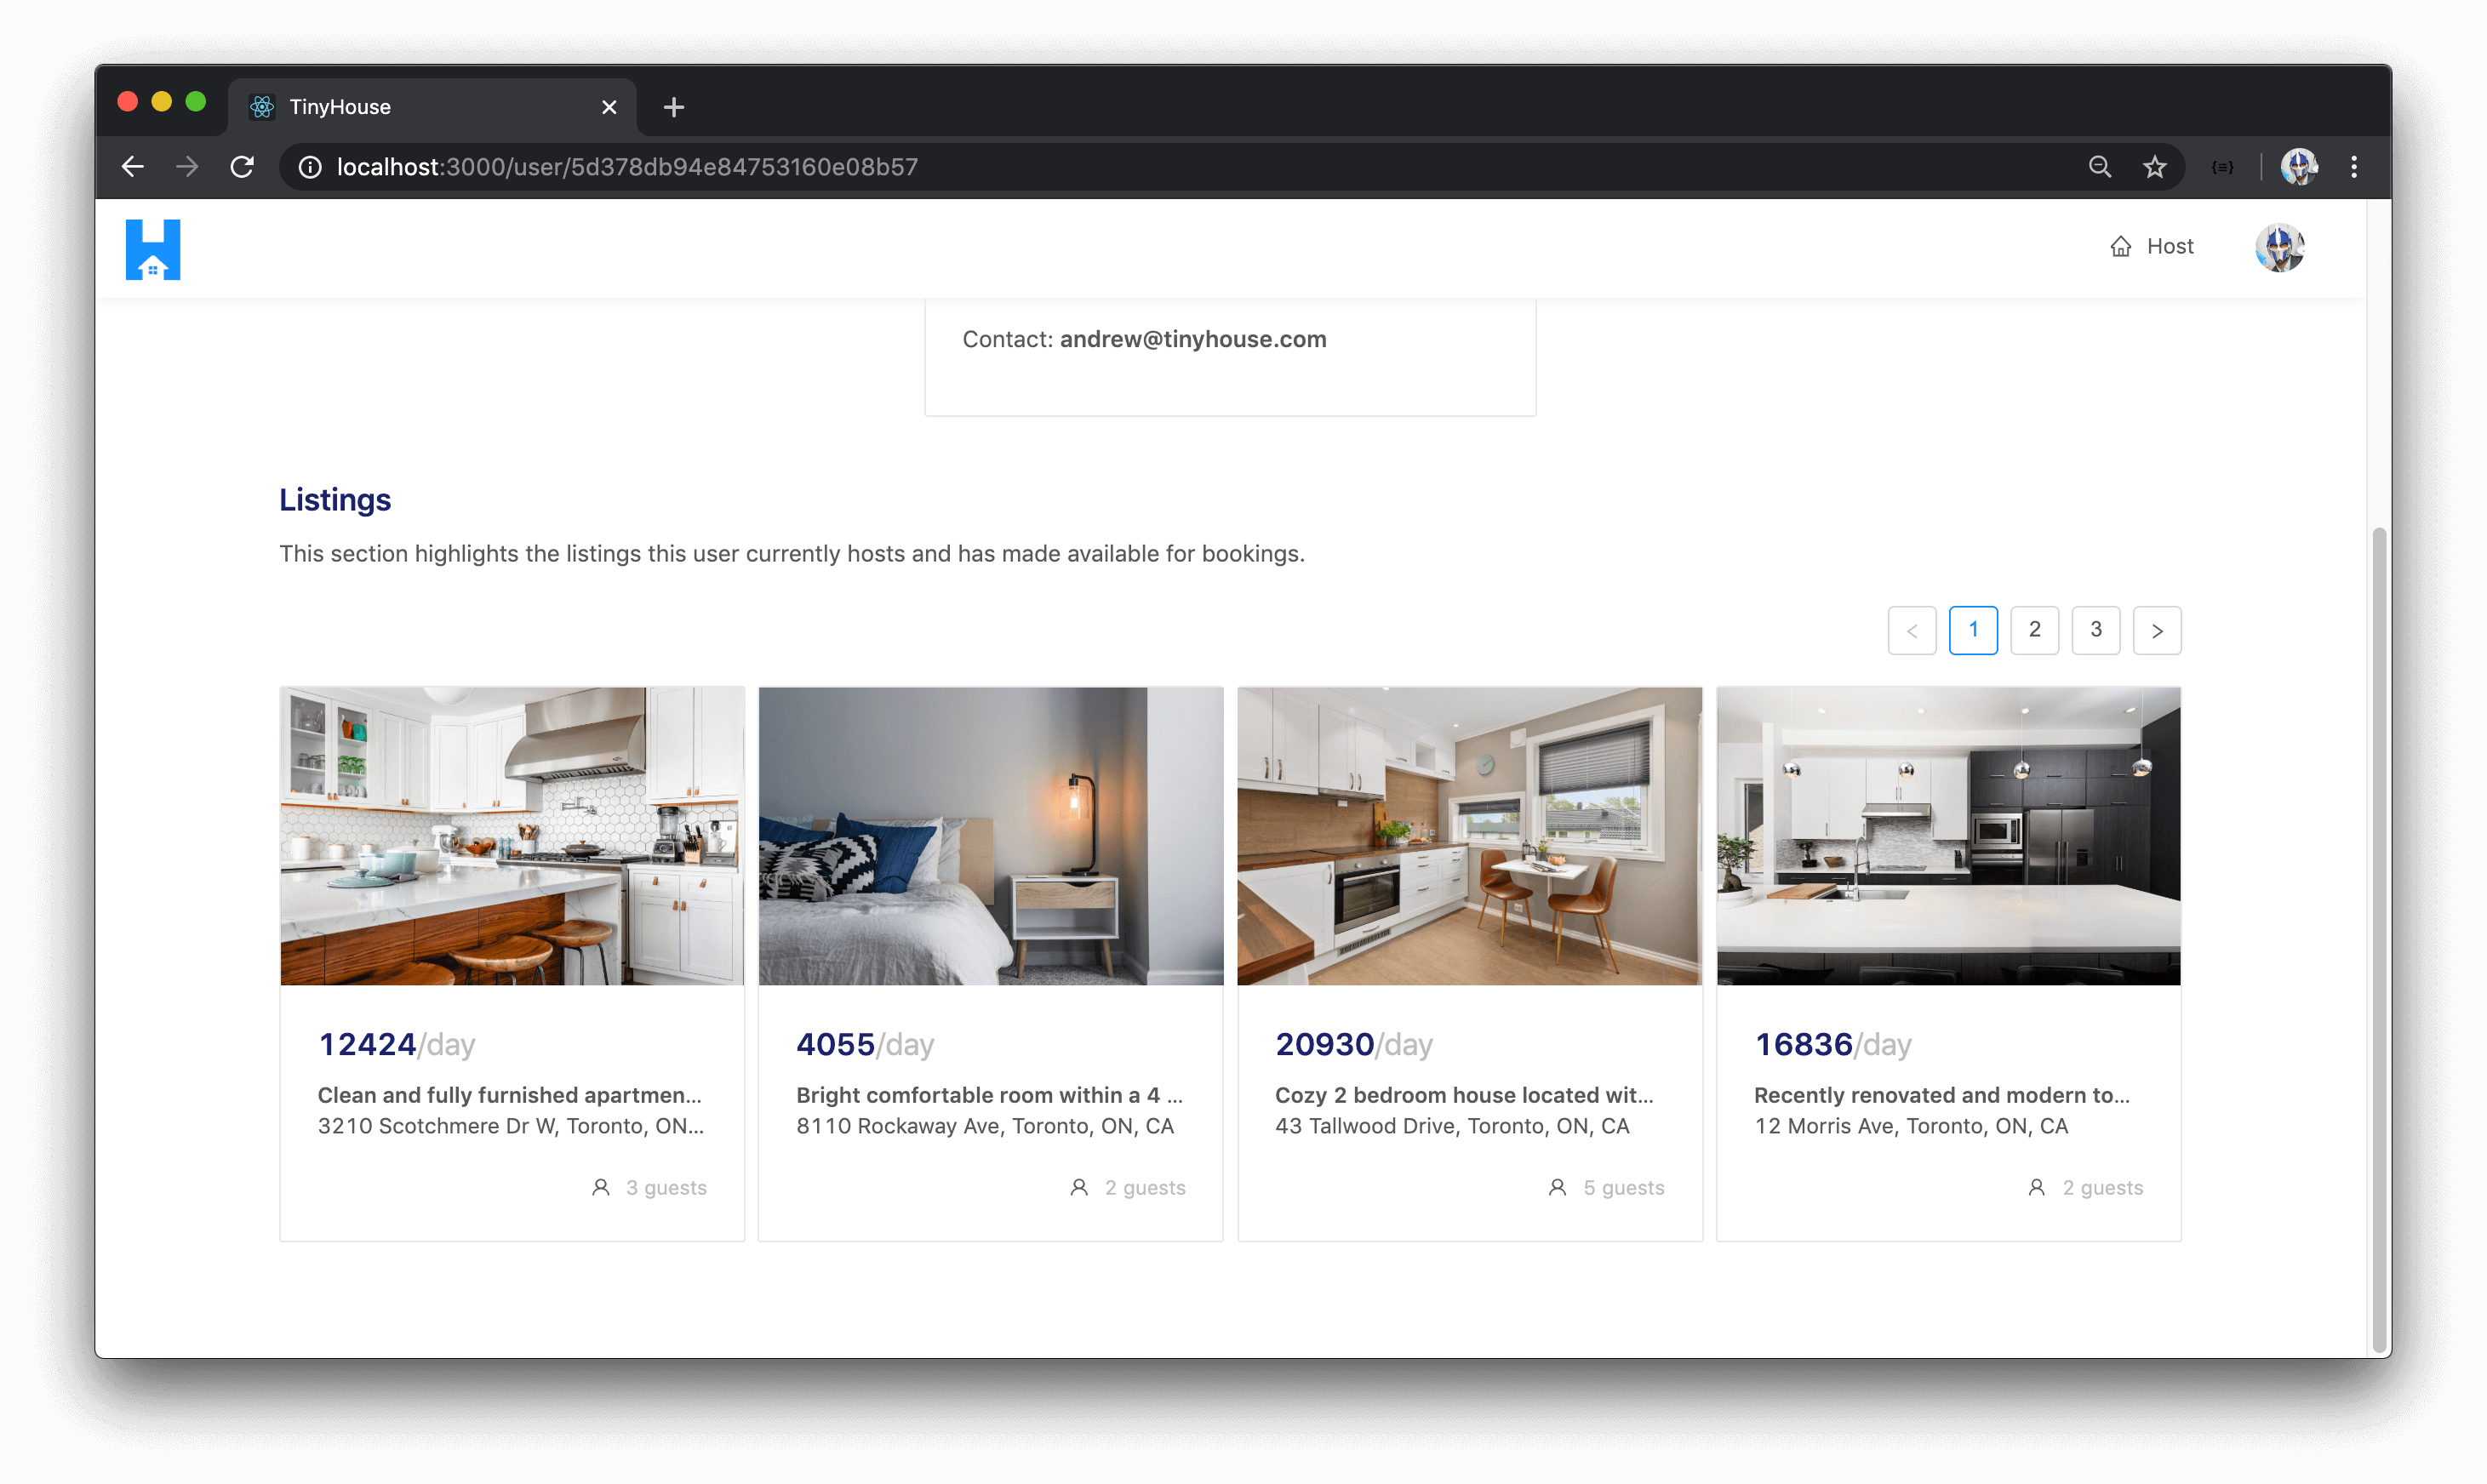 TinyHouse
localhost:3000/user/5d378db94e84753160e08b57
Host
Contact: andrew@tinyhouse.com
Listings
This section highlights the listings this user currently hosts and has made available for bookings.
< 1 2 3 >
12424/day
Clean and fully furnished apartmen...
3210 Scotchmere Dr W, Toronto, ON...
3 guests
4055/day
Bright comfortable room within a 4 ...
8110 Rockaway Ave, Toronto, ON, CA
2 guests
20930/day
Cozy 2 bedroom house located wit...
43 Tallwood Drive, Toronto, ON, CA
5 guests
16836/day
Recently renovated and modern to...
12 Morris Ave, Toronto, ON, CA
2 guests